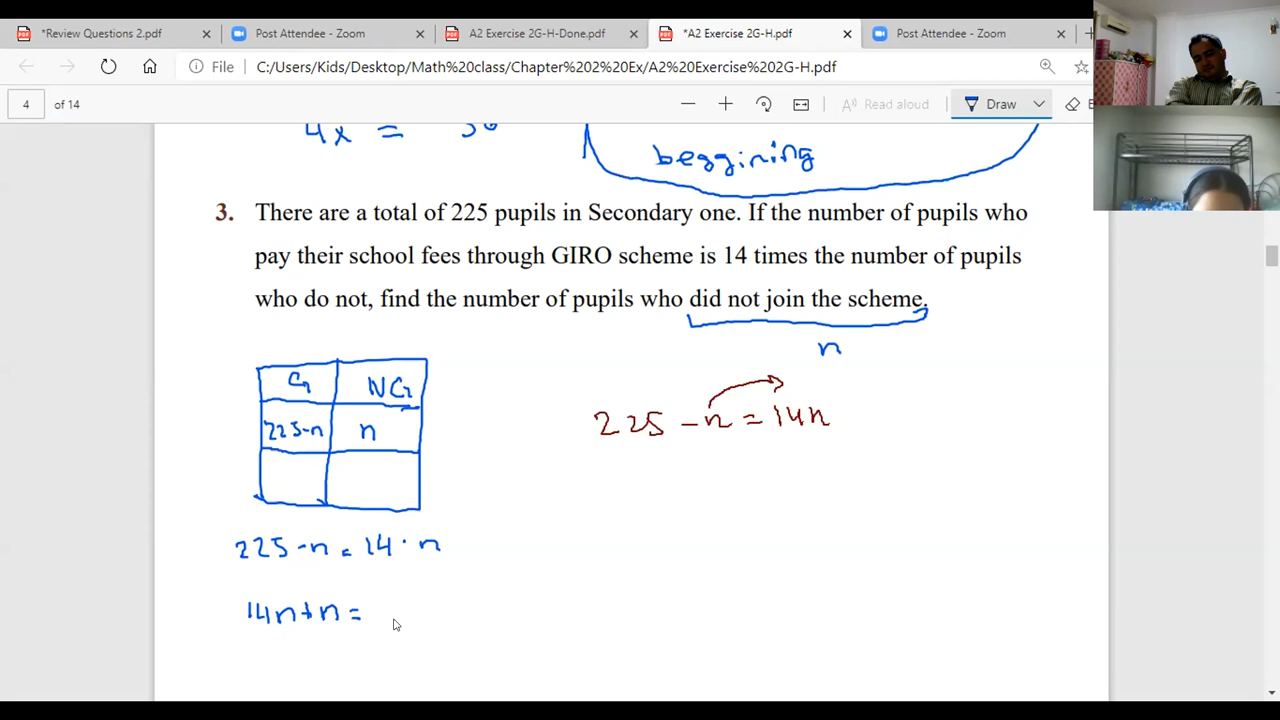 *Review Questions 2.pdf
Post Attendee - Zoom
A2 Exercise 2G-H-Done.pdf
*A2 Exercise 2G-H.pdf
Post Attendee - Zoom
File
C:/Users/Kids/Desktop/Math%20class/Chapter%202%20Ex/A2%20Exercise%202G-H.pdf
4 of 14
Read aloud
Draw
4x =
beggining
3. There are a total of 225 pupils in Secondary one. If the number of pupils who
pay their school fees through GIRO scheme is 14 times the number of pupils
who do not, find the number of pupils who did not join the scheme.
n
G NG
225-n n
225 - n = 14n
225 - n = 14 · n
14n + n =